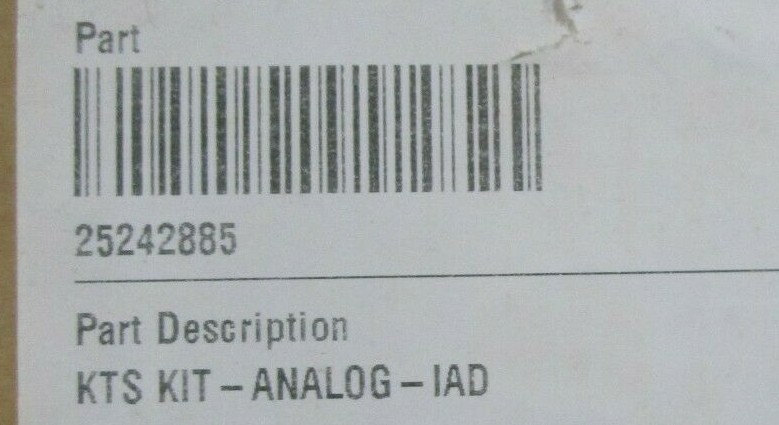 Part
25242885
Part Description
KTS KIT – ANALOG – IAD